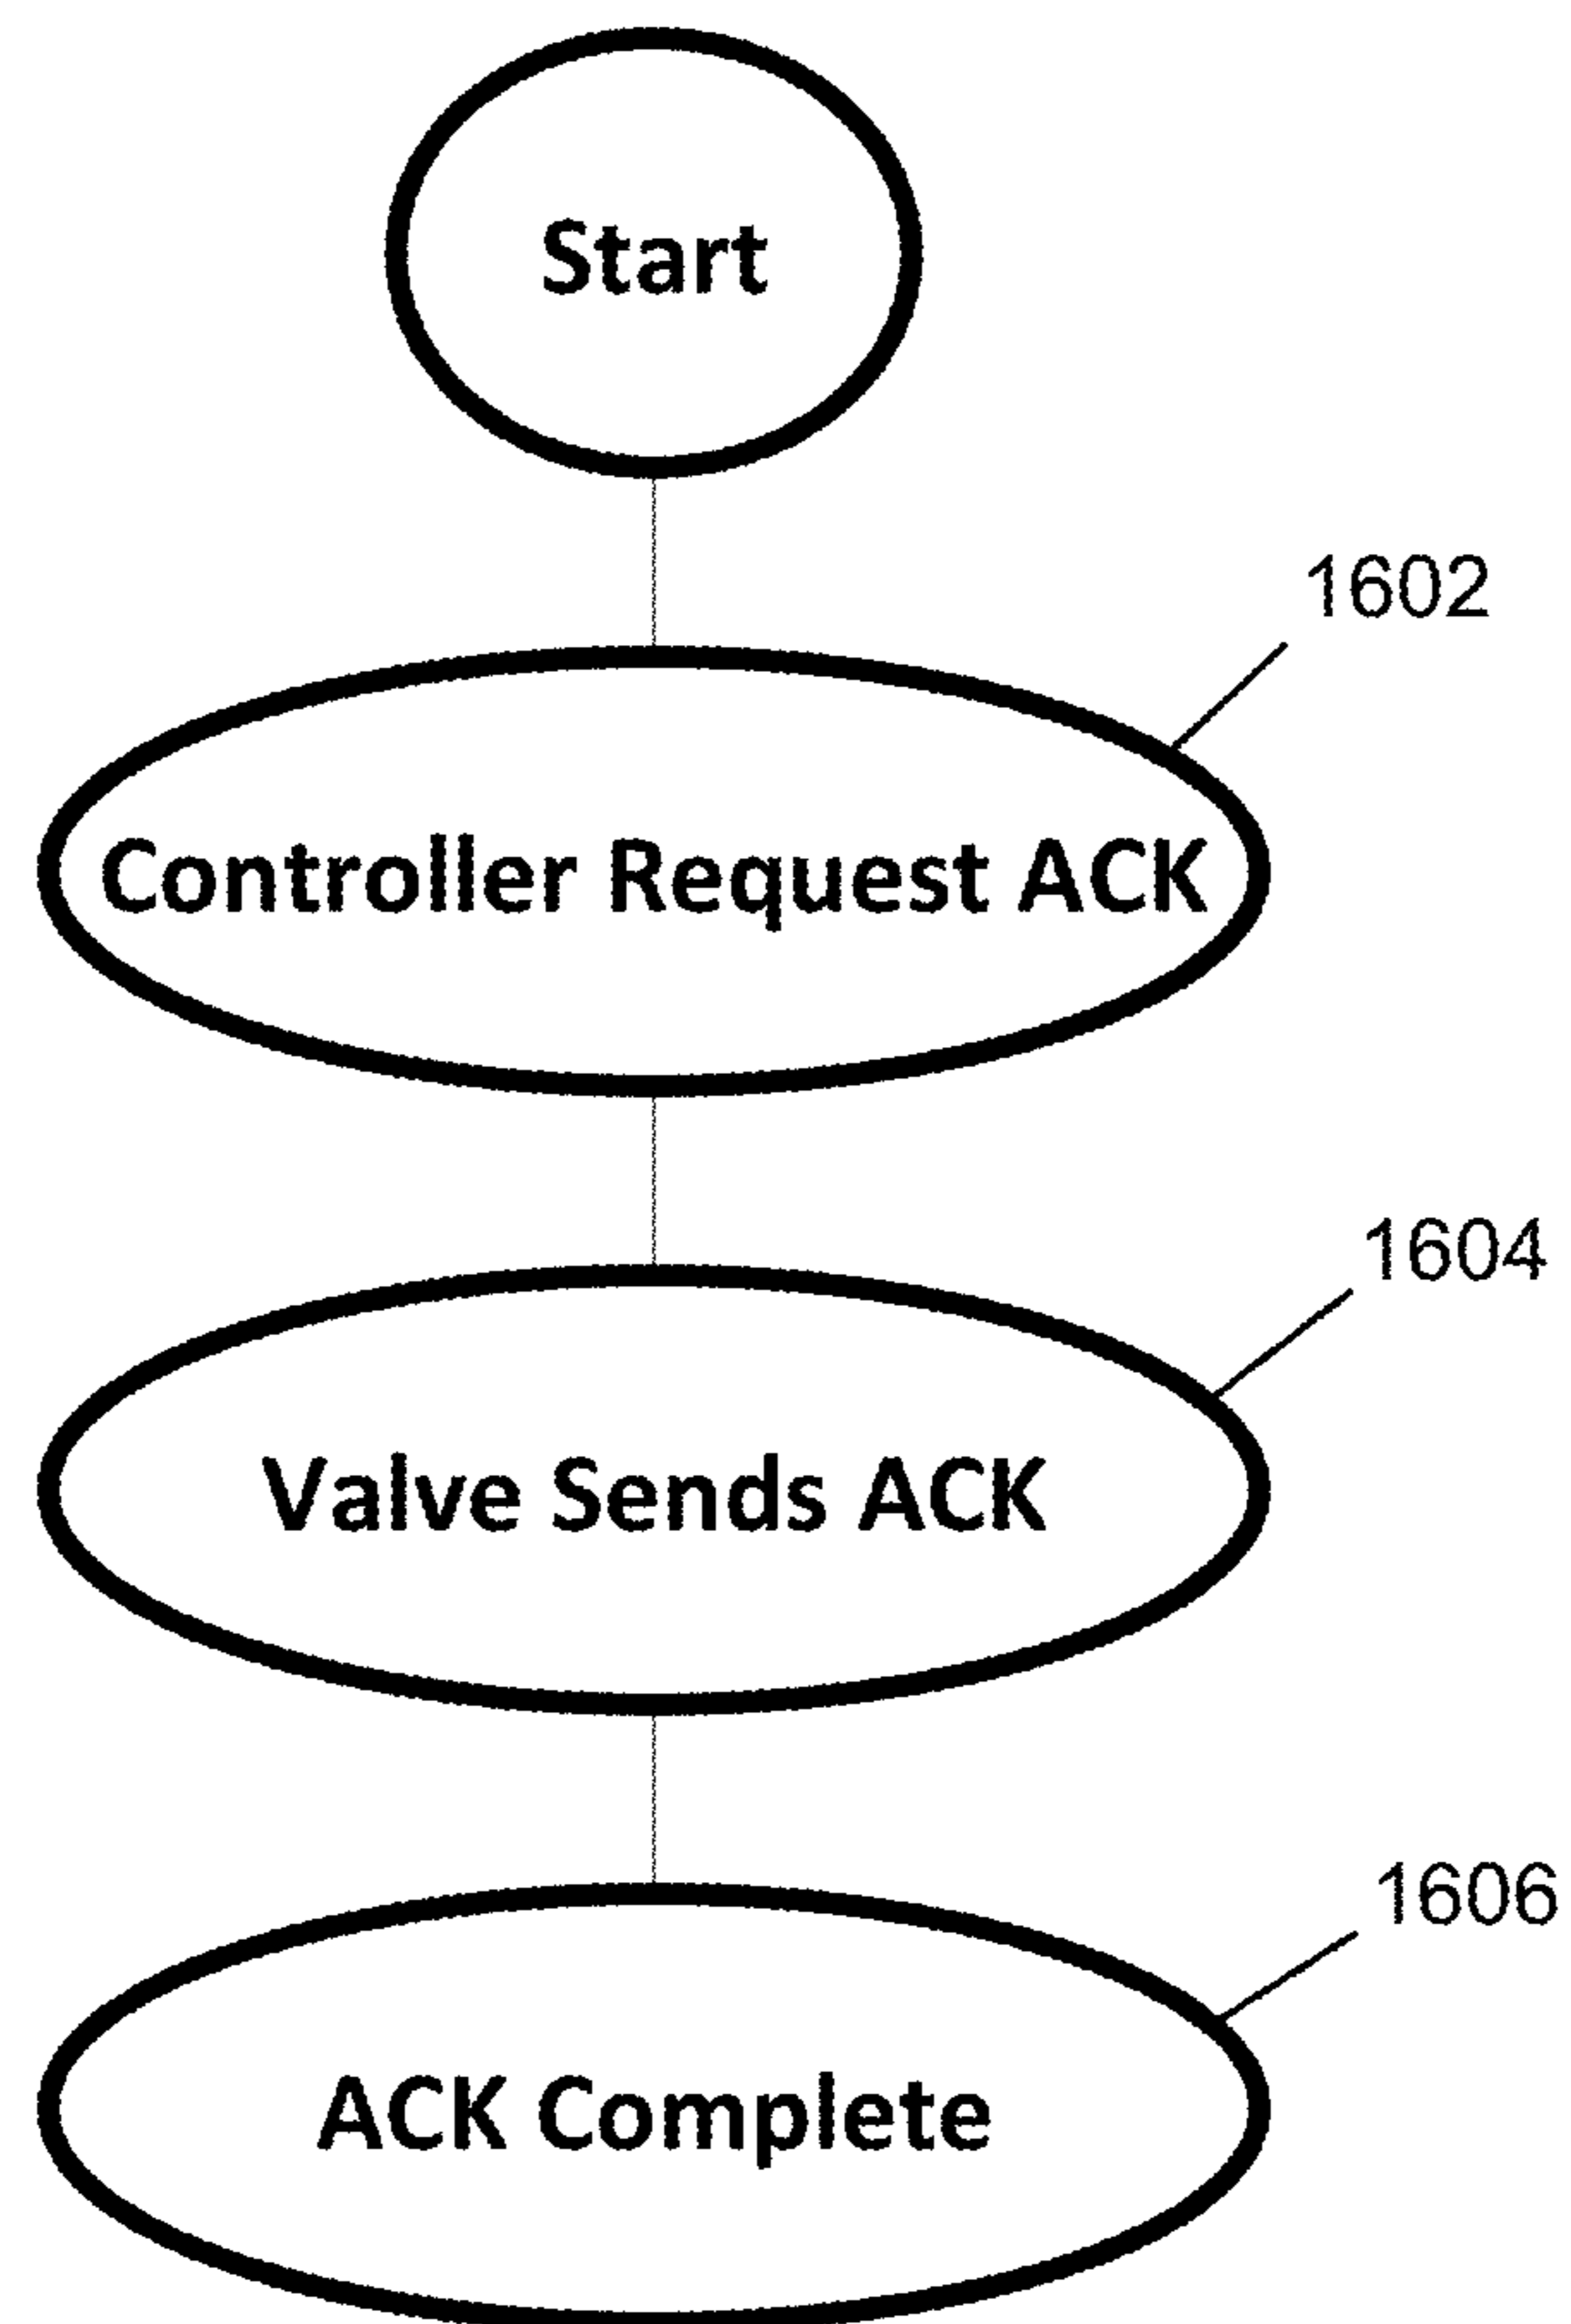 Start
1602
Controller Request ACK
1604
Valve Sends ACK
1606
ACK Complete